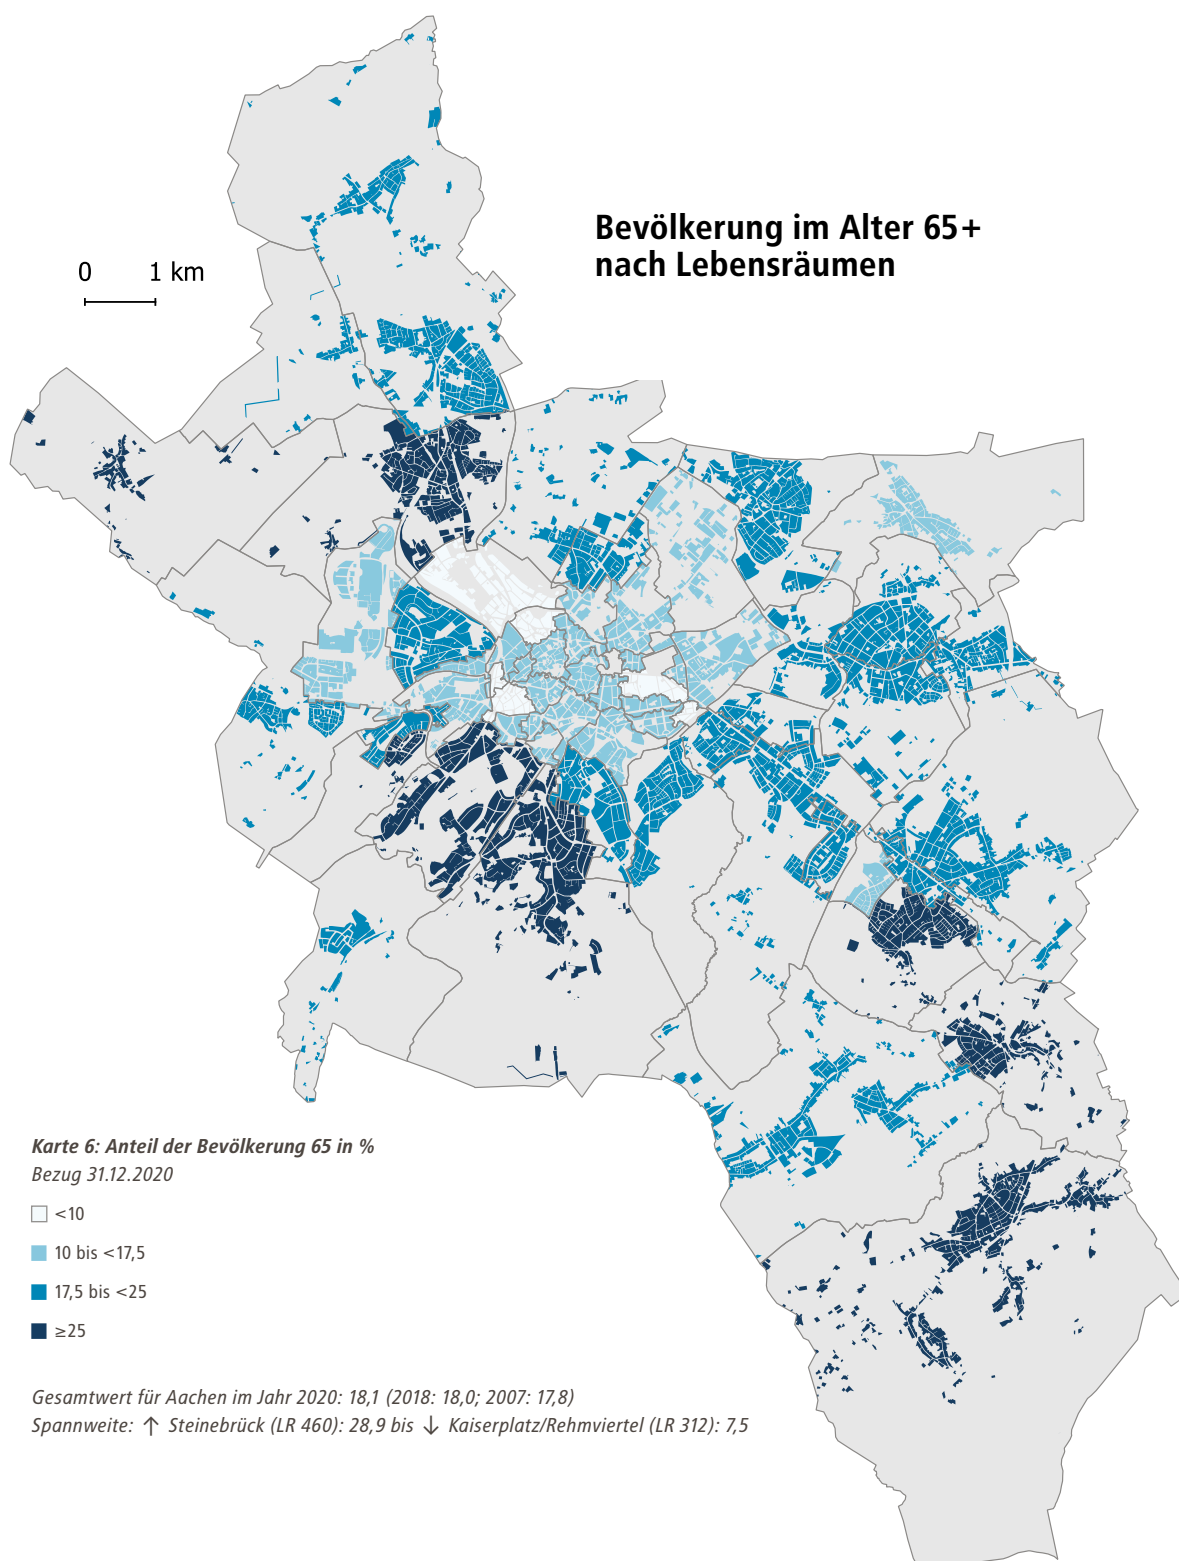 Bevölkerung im Alter 65+
nach Lebensräumen
0 1 km
Karte 6: Anteil der Bevölkerung 65 in %
Bezug 31.12.2020
<10
10 bis <17,5
17,5 bis <25
≥25
Gesamtwert für Aachen im Jahr 2020: 18,1 (2018: 18,0; 2007: 17,8)
Spannweite: ↑ Steinebrück (LR 460): 28,9 bis ↓ Kaiserplatz/Rehmviertel (LR 312): 7,5